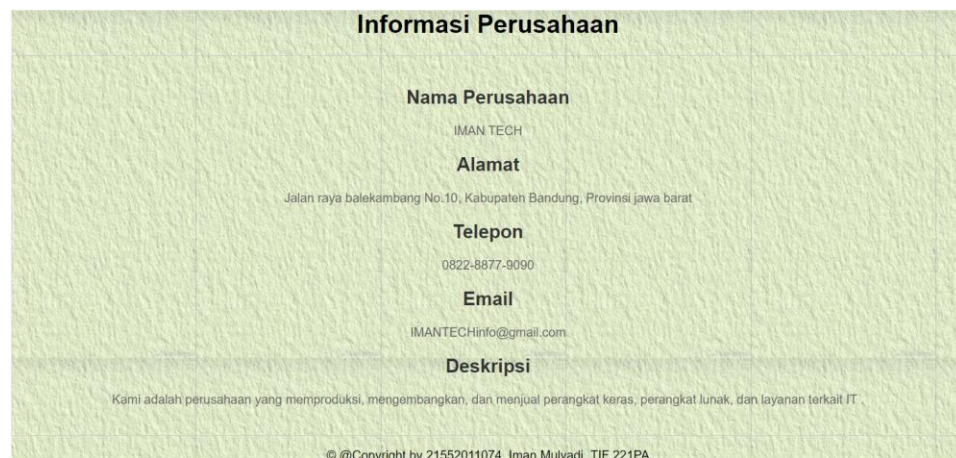 Informasi Perusahaan
Nama Perusahaan
IMAN TECH
Alamat
Jalan raya balekambang No.10, Kabupaten Bandung, Provinsi jawa barat
Telepon
0822-8877-9090
Email
IMANTECHinfo@gmail.com
Deskripsi
Kami adalah perusahaan yang memproduksi, mengembangkan, dan menjual perangkat keras, perangkat lunak, dan layanan terkait IT .
© @Copyright by 21552011074_Iman Mulyadi_TIF 221PA